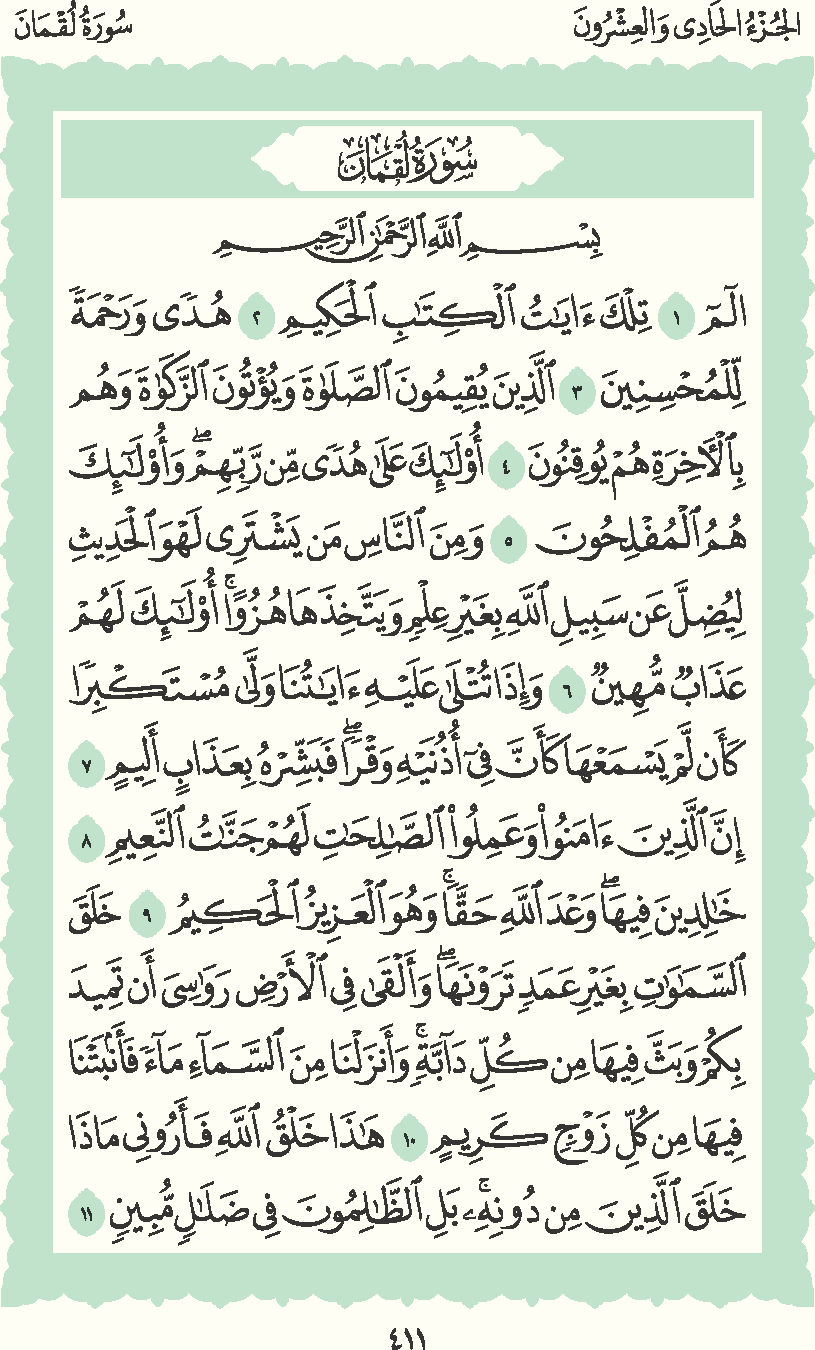 الجُزْءُ الحَادِى وَالعِشْرُونَ
سُورَةُ لُقْمَانَ
سُورَةُ لُقْمَانَ
بِسْمِ ٱللَّهِ ٱلرَّحْمَٰنِ ٱلرَّحِيمِ
الٓمٓ ١ تِلْكَ ءَايَٰتُ ٱلْكِتَٰبِ ٱلْحَكِيمِ ٢ هُدًى وَرَحْمَةً
لِّلْمُحْسِنِينَ ٣ ٱلَّذِينَ يُقِيمُونَ ٱلصَّلَوٰةَ وَيُؤْتُونَ ٱلزَّكَوٰةَ وَهُم
بِٱلْأٓخِرَةِ هُمْ يُوقِنُونَ ٤ أُو۟لَٰٓئِكَ عَلَىٰ هُدًى مِّن رَّبِّهِمْ ۖ وَأُو۟لَٰٓئِكَ
هُمُ ٱلْمُفْلِحُونَ ٥ وَمِنَ ٱلنَّاسِ مَن يَشْتَرِى لَهْوَ ٱلْحَدِيثِ
لِيُضِلَّ عَن سَبِيلِ ٱللَّهِ بِغَيْرِ عِلْمٍ وَيَتَّخِذَهَا هُزُوًا ۚ أُو۟لَٰٓئِكَ لَهُمْ
عَذَابٌ مُّهِينٌ ٦ وَإِذَا تُتْلَىٰ عَلَيْهِ ءَايَٰتُنَا وَلَّىٰ مُسْتَكْبِرًا
كَأَن لَّمْ يَسْمَعْهَا كَأَنَّ فِىٓ أُذُنَيْهِ وَقْرًا ۖ فَبَشِّرْهُ بِعَذَابٍ أَلِيمٍ ٧
إِنَّ ٱلَّذِينَ ءَامَنُوا۟ وَعَمِلُوا۟ ٱلصَّٰلِحَٰتِ لَهُمْ جَنَّٰتُ ٱلنَّعِيمِ ٨
خَٰلِدِينَ فِيهَا ۖ وَعْدَ ٱللَّهِ حَقًّا ۚ وَهُوَ ٱلْعَزِيزُ ٱلْحَكِيمُ ٩ خَلَقَ
ٱلسَّمَٰوَٰتِ بِغَيْرِ عَمَدٍ تَرَوْنَهَا ۖ وَأَلْقَىٰ فِى ٱلْأَرْضِ رَوَٰسِىَ أَن تَمِيدَ
بِكُمْ وَبَثَّ فِيهَا مِن كُلِّ دَآبَّةٍ ۚ وَأَنزَلْنَا مِنَ ٱلسَّمَآءِ مَآءً فَأَنۢبَتْنَا
فِيهَا مِن كُلِّ زَوْجٍ كَرِيمٍ ١٠ هَٰذَا خَلْقُ ٱللَّهِ فَأَرُونِى مَاذَا
خَلَقَ ٱلَّذِينَ مِن دُونِهِۦ ۚ بَلِ ٱلظَّٰلِمُونَ فِى ضَلَٰلٍ مُّبِينٍ ١١
٤١١